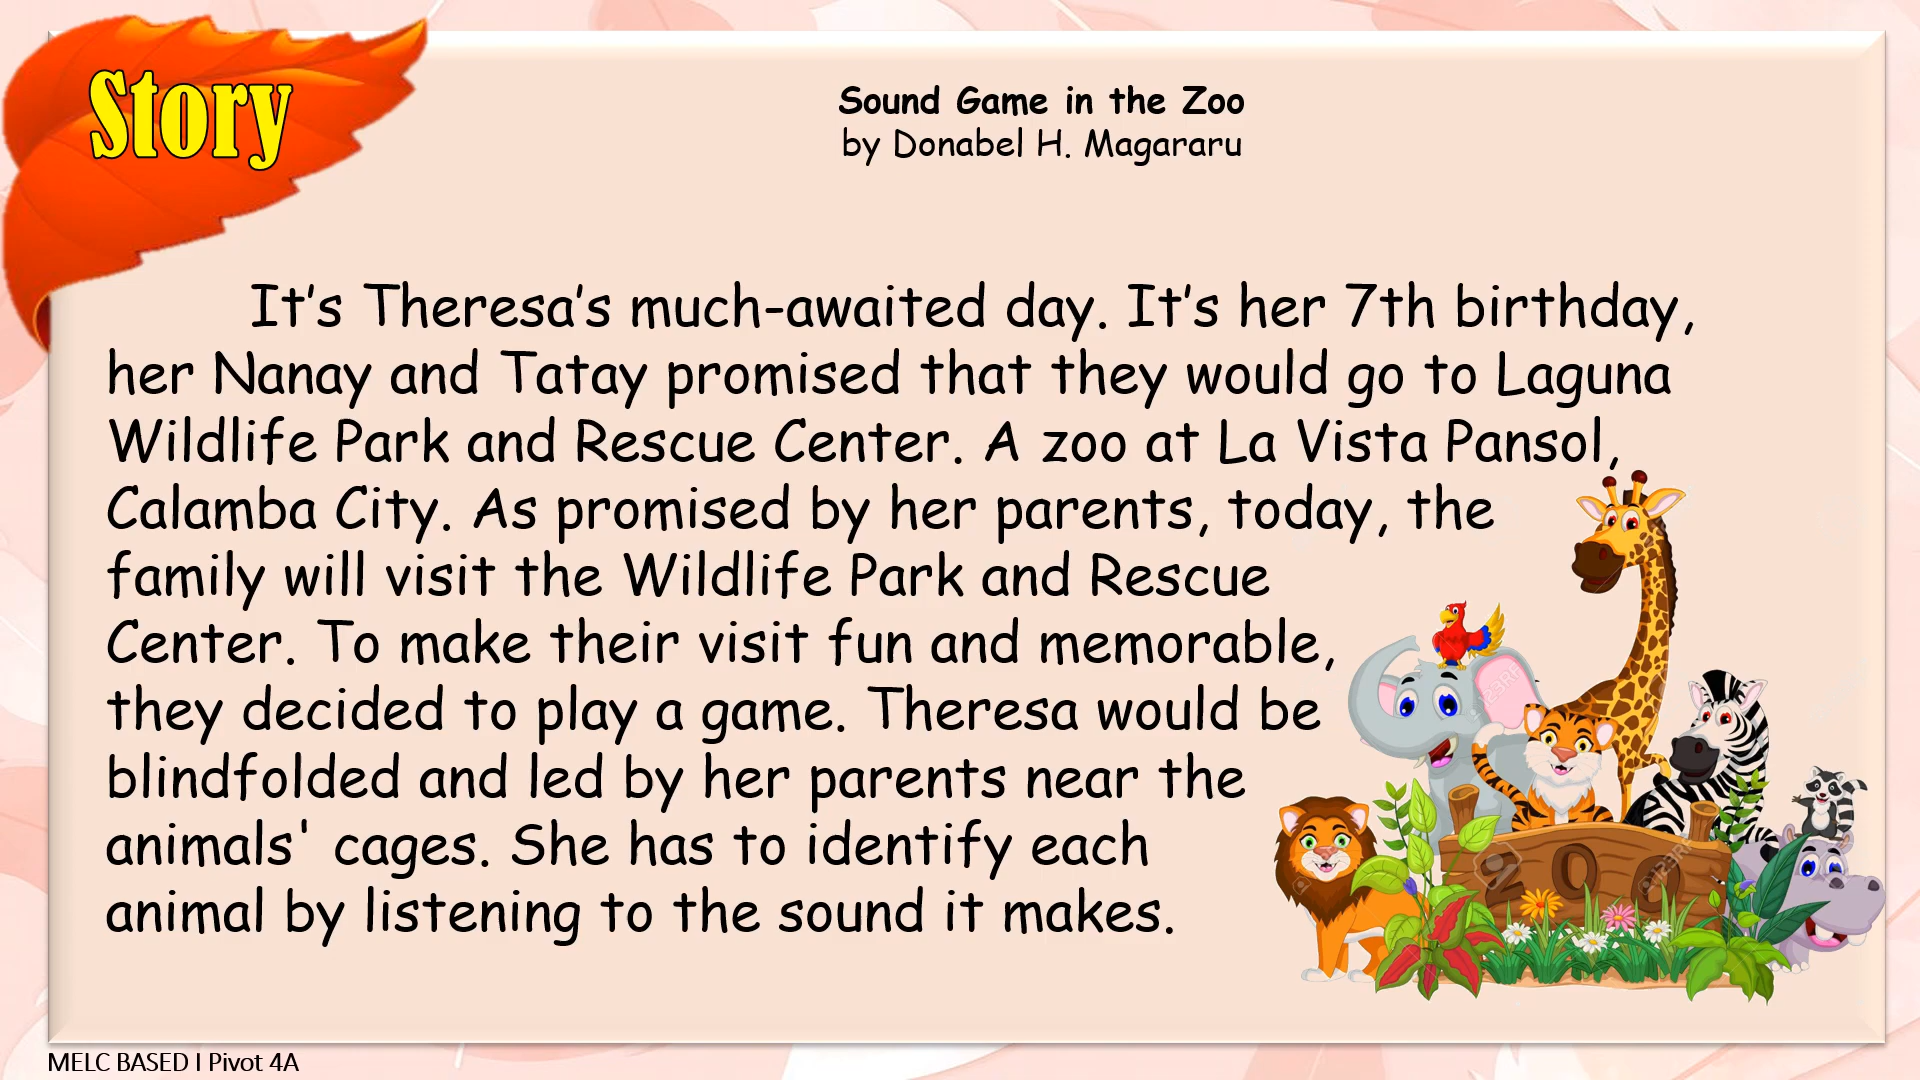 Story
Sound Game in the Zoo
by Donabel H. Magararu
It's Theresa's much-awaited day. It's her 7th birthday,
her Nanay and Tatay promised that they would go to Laguna
Wildlife Park and Rescue Center. A zoo at La Vista Pansol,
Calamba City. As promised by her parents, today, the
family will visit the Wildlife Park and Rescue
Center. To make their visit fun and memorable,
they decided to play a game. Theresa would be
blindfolded and led by her parents near the
animals' cages. She has to identify each
animal by listening to the sound it makes.
ZOO
MELC BASED I Pivot 4A